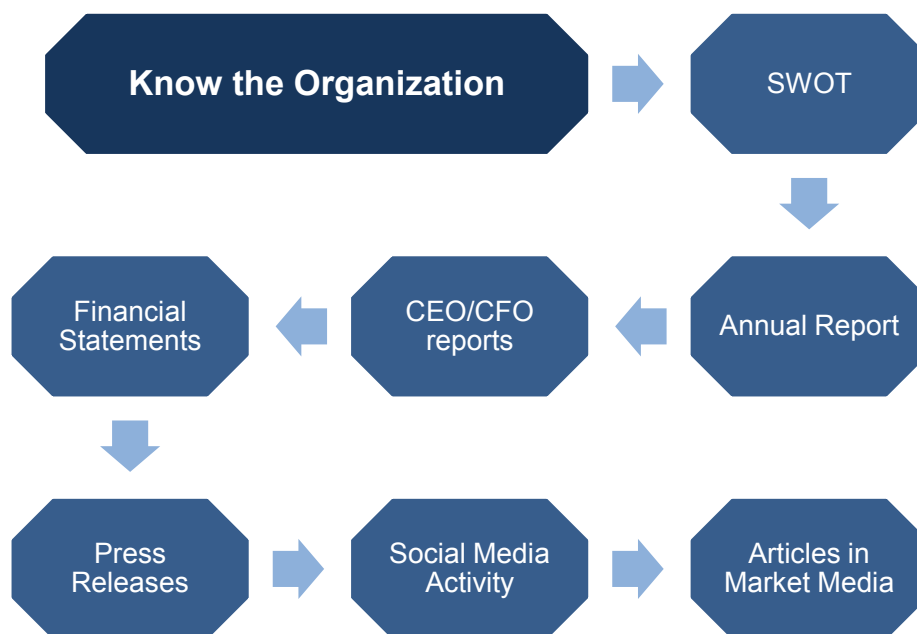 Know the Organization
SWOT
Financial
Statements
CEO/CFO
reports
Annual Report
Press
Releases
Social Media
Activity
Articles in
Market Media